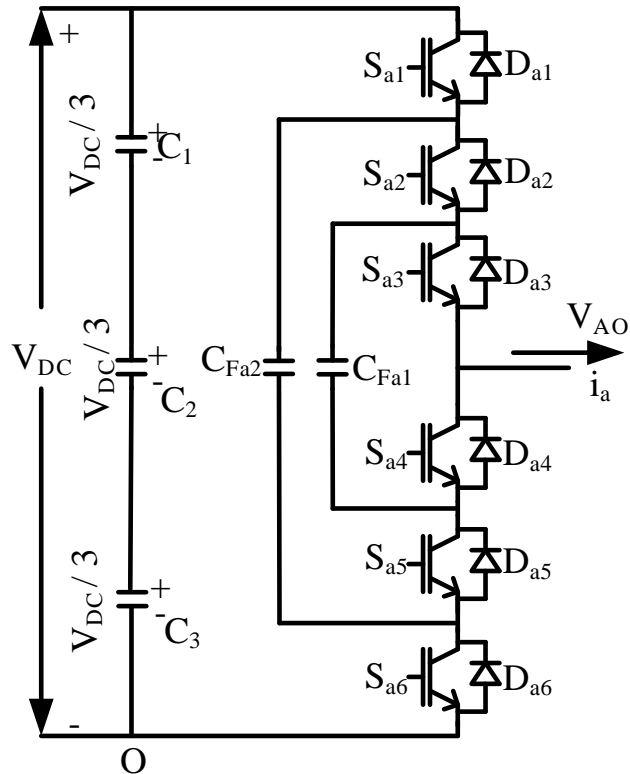 +
S_a1
D_a1
V_DC / 3
+
-
C_1
S_a2
D_a2
S_a3
D_a3
V_DC
V_DC / 3
+
-
C_2
C_Fa2
C_Fa1
V_AO
i_a
S_a4
D_a4
S_a5
D_a5
V_DC / 3
+
-
C_3
S_a6
D_a6
-
O